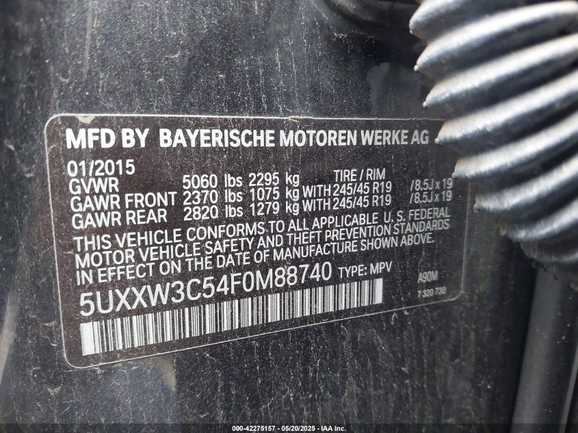 MFD BY BAYERISCHE MOTOREN WERKE AG
01/2015 TIRE / RIM
GVWR 5060 lbs 2295 kg
GAWR FRONT 2370 lbs 1075 kg WITH 245/45 R19 /8.5J x 19
GAWR REAR 2820 lbs 1279 kg WITH 245/45 R19 /8.5J x 19
THIS VEHICLE CONFORMS TO ALL APPLICABLE U.S. FEDERAL
MOTOR VEHICLE SAFETY AND THEFT PREVENTION STANDARDS
IN EFFECT ON THE DATE OF MANUFACTURE SHOWN ABOVE.
5UXXW3C54F0M88740 TYPE: MPV A90M
7 320 730
000-42275157 - 05/20/2025 - IAA, Inc.